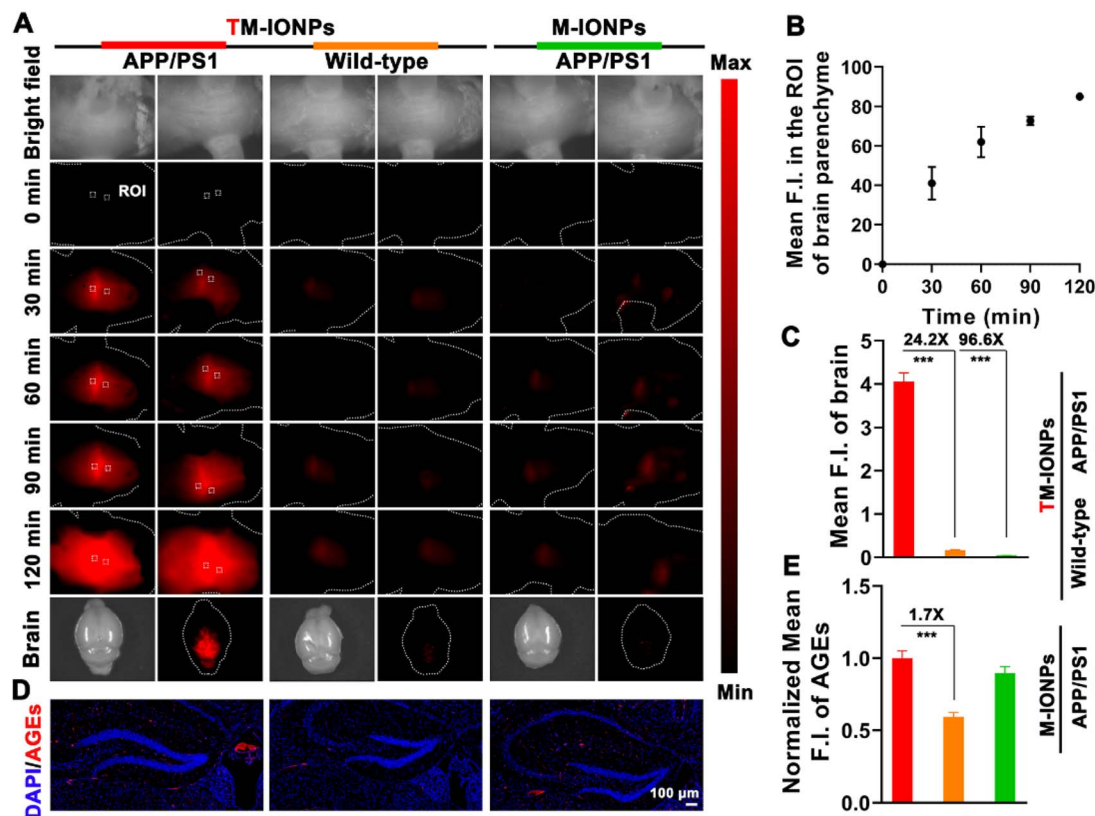 A
TM-IONPs
M-IONPs
APP/PS1
Wild-type
APP/PS1
Bright field
0 min
ROI
30 min
60 min
90 min
120 min
Brain
Max
Min
B
Mean F.I. in the ROI
of brain parenchyme
100
80
60
40
20
0
0
30
60
90
120
Time (min)
C
Mean F.I. of brain
5
4
3
2
1
0
24.2X
96.6X
***
***
TM-IONPs
Wild-type APP/PS1
M-IONPs
APP/PS1
D
DAPI/AGEs
100 μm
E
Normalized Mean
F.I. of AGEs
1.5
1.0
0.5
0.0
1.7X
***